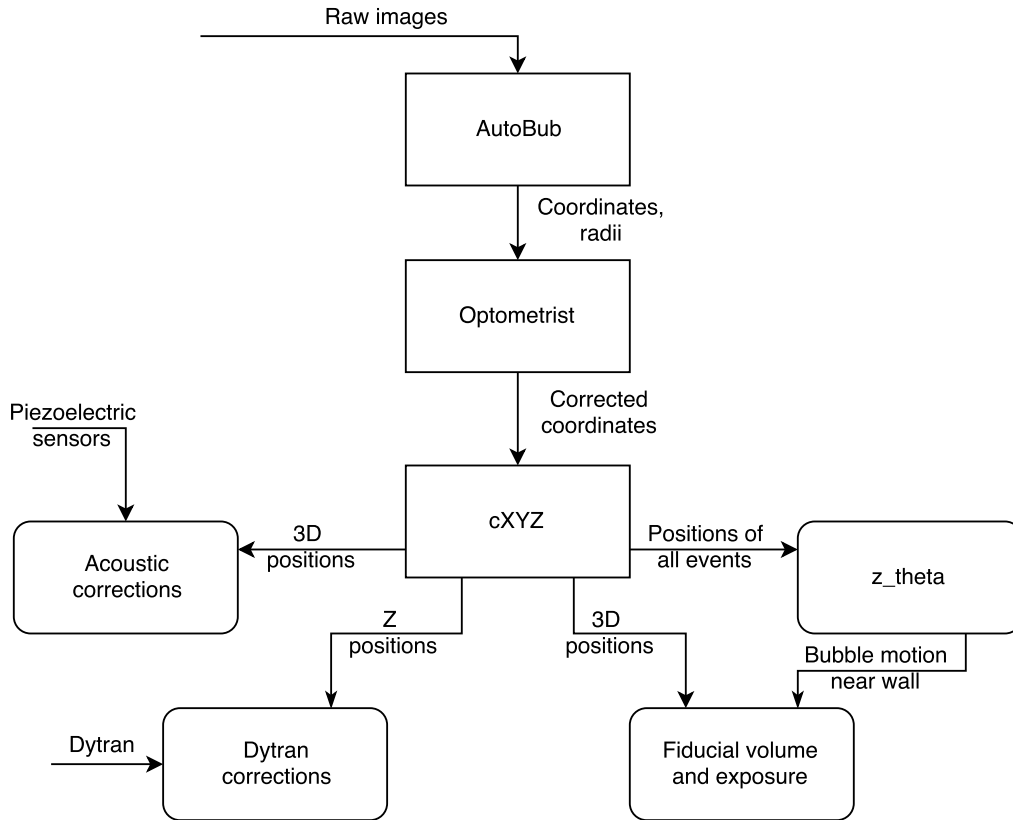 Raw images
AutoBub
Coordinates,
radii
Optometrist
Corrected
coordinates
Piezoelectric
sensors
cXYZ
3D
positions
Positions of
all events
Acoustic
corrections
z_theta
Z
positions
3D
positions
Bubble motion
near wall
Dytran
Dytran
corrections
Fiducial volume
and exposure